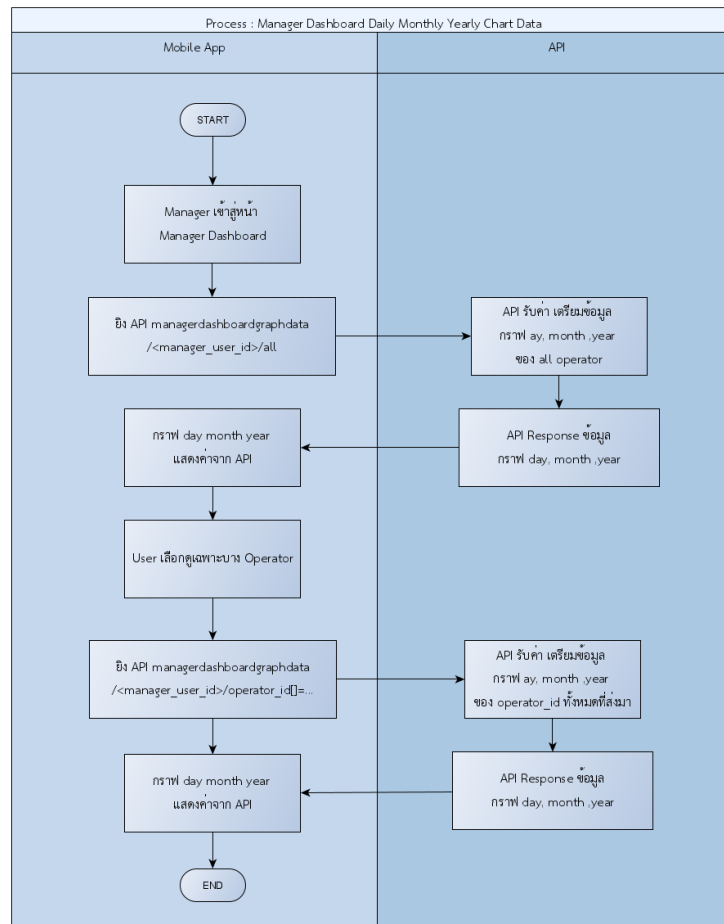 Process : Manager Dashboard Daily Monthly Yearly Chart Data
Mobile App
API
START
Manager เข้าสู่หน้า
Manager Dashboard
ยิง API managerdashboardgraphdata
/<manager_user_id>/all
API รับค่า เตรียมข้อมูล
กราฟ ay, month ,year
ของ all operator
API Response ข้อมูล
กราฟ day, month ,year
กราฟ day month year
แสดงค่าจาก API
User เลือกดูเฉพาะบาง Operator
ยิง API managerdashboardgraphdata
/<manager_user_id>/operator_id[]=...
API รับค่า เตรียมข้อมูล
กราฟ ay, month ,year
ของ operator_id ทั้งหมดที่ส่งมา
API Response ข้อมูล
กราฟ day, month ,year
กราฟ day month year
แสดงค่าจาก API
END